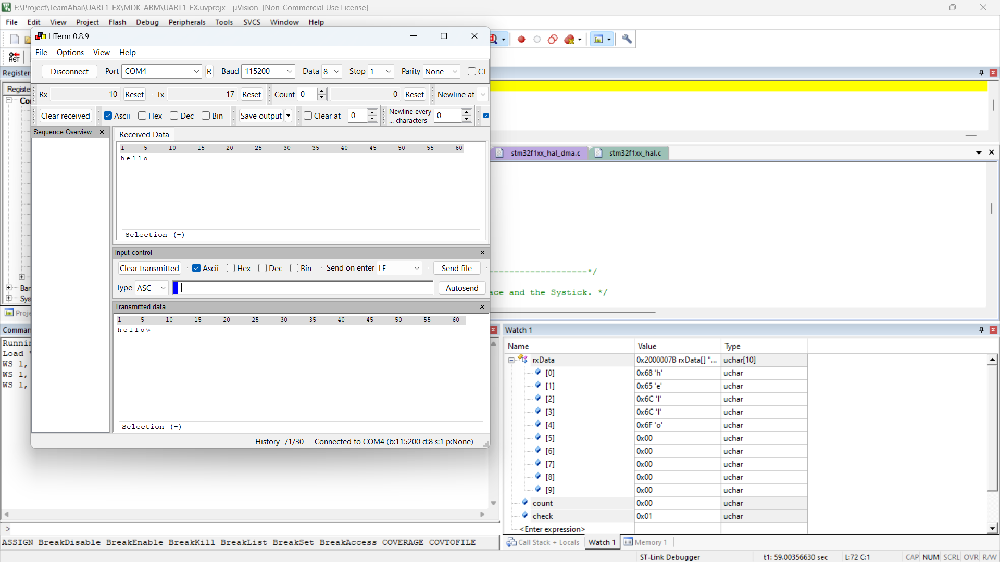 E:\Project\TeamAhai\UART1_EX\MDK-ARM\UART1_EX.uvprojx - µVision [Non-Commercial Use License]
File Edit View Project Flash Debug Peripherals Tools SVCS Window Help
HTerm 0.8.9
File Options View Help
RST
Disconnect Port COM4 R Baud 115200 Data 8 Stop 1 Parity None
Register
Registe
Rx 10 Reset Tx 17 Reset Count 0 0 Reset Newline at
Clear received Ascii Hex Dec Bin Save output Clear at 0 Newline every
... characters 0
Sequence Overview
Received Data
1 5 10 15 20 25 30 35 40 45 50 55 60
hello
stm32f1xx_hal_dma.c stm32f1xx_hal.c
Selection (-)
Input control
Clear transmitted Ascii Hex Dec Bin Send on enter LF Send file
--------------------*/
Type ASC Autosend
ace and the Systick. */
Bar
Sys
Transmitted data
Proje
1 5 10 15 20 25 30 35 40 45 50 55 60
hello\n
Comman
Runnin
Load "
WS 1,
WS 1,
WS 1,
Selection (-)
History -/1/30 Connected to COM4 (b:115200 d:8 s:1 p:None)
Watch 1
Name Value Type
rxData 0x2000007B rxData[] "... uchar[10]
[0] 0x68 'h' uchar
[1] 0x65 'e' uchar
[2] 0x6C 'l' uchar
[3] 0x6C 'l' uchar
[4] 0x6F 'o' uchar
[5] 0x00 uchar
[6] 0x00 uchar
[7] 0x00 uchar
[8] 0x00 uchar
[9] 0x00 uchar
count 0x00 uchar
check 0x01 uchar
<Enter expression>
>
ASSIGN BreakDisable BreakEnable BreakKill BreakList BreakSet BreakAccess COVERAGE COVTOFILE
Call Stack + Locals Watch 1 Memory 1
ST-Link Debugger t1: 59.00356630 sec L:72 C:1 CAP NUM SCRL OVR R/W